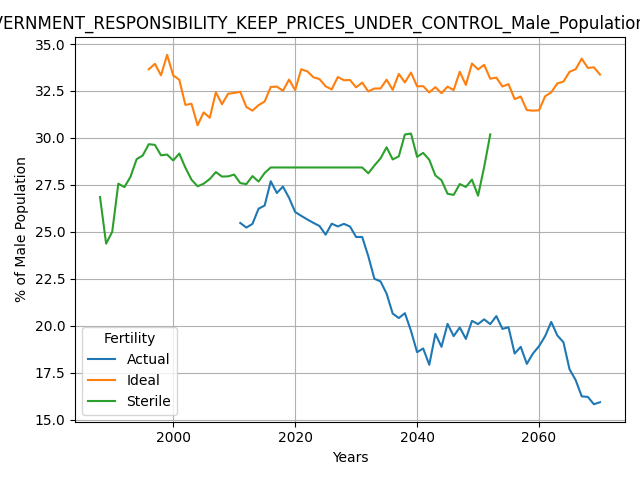 VERNMENT_RESPONSIBILITY_KEEP_PRICES_UNDER_CONTROL_Male_Population
35.0
32.5
30.0
27.5
25.0
22.5
20.0
17.5
15.0
% of Male Population
Fertility
Actual
Ideal
Sterile
2000
2020
2040
2060
Years